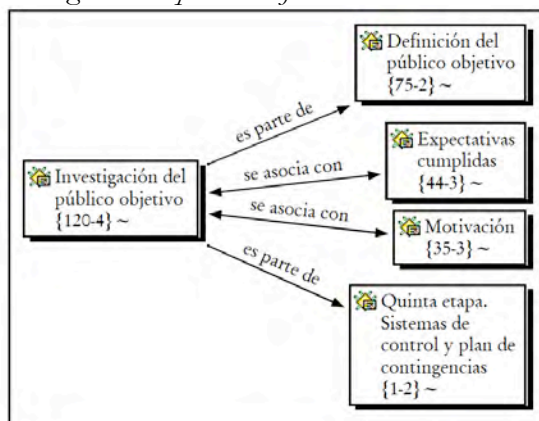 Definición del
público objetivo
{75-2} ~
es parte de
Expectativas
cumplidas
{44-3} ~
se asocia con
Investigación del
público objetivo
{120-4} ~
se asocia con
Motivación
{35-3} ~
es parte de
Quinta etapa.
Sistemas de
control y plan de
contingencias
{1-2} ~